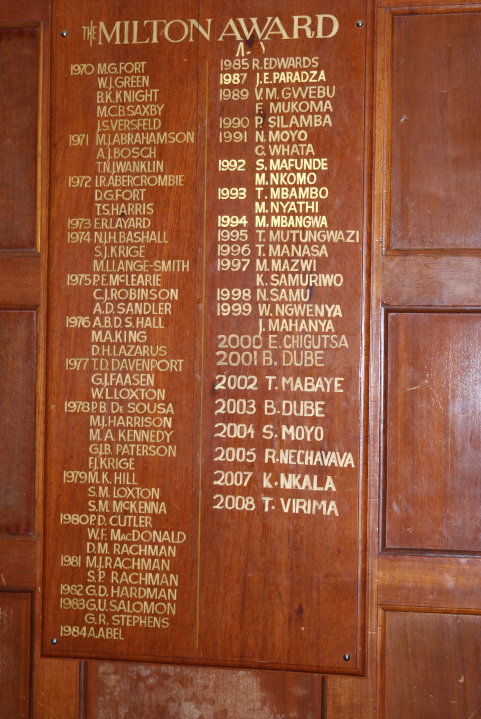 THE MILTON AWARD
1970 M.G. FORT
W.J. GREEN
B.K. KNIGHT
M.C.B. SAXBY
J.S. VERSFELD
1971 M.J. ABRAHAMSON
A.J. BOSCH
T.N.J. WANKLIN
1972 I.R. ABERCROMBIE
D.G. FORT
T.S. HARRIS
1973 E.R. LAYARD
1974 N.J.H. BASHALL
S.J. KRIGE
M.L. LANGE-SMITH
1975 P.E. McLEARIE
C.J. ROBINSON
A.D. SANDLER
1976 A.B.D.S. HALL
M.A. KING
D.H. LAZARUS
1977 T.D. DAVENPORT
G.J. FAASEN
W.L. LOXTON
1978 P.B. DE SOUSA
M.J. HARRISON
M.A. KENNEDY
G.J.B. PATERSON
F.J. KRIGE
1979 M.K. HILL
S.M. LOXTON
S.M. McKENNA
1980 P.D. CUTLER
W.F. MACDONALD
D.M. RACHMAN
1981 M.J. RACHMAN
S.P. RACHMAN
1982 G.D. HARDMAN
1983 G.U. SALOMON
G.R. STEPHENS
1984 A. ABEL
1985 R. EDWARDS
1987 J.E. PARADZA
1989 V.M. GWEBU
F. MUKOMA
1990 P. SILAMBA
1991 N. MOYO
C. WHATA
1992 S. MAFUNDE
M. NKOMO
1993 T. MBAMBO
M. NYATHI
1994 M. MBANGWA
1995 T. MUTUNGWAZI
1996 T. MANASA
1997 M. MAZWI
K. SAMURIWO
1998 N. SAMU
1999 W. NGWENYA
J. MAHANYA
2000 E. CHIGUTSA
2001 B. DUBE
2002 T. MABAYE
2003 B. DUBE
2004 S. MOYO
2005 R. NECHAVAVA
2007 K. NKALA
2008 T. VIRIMA